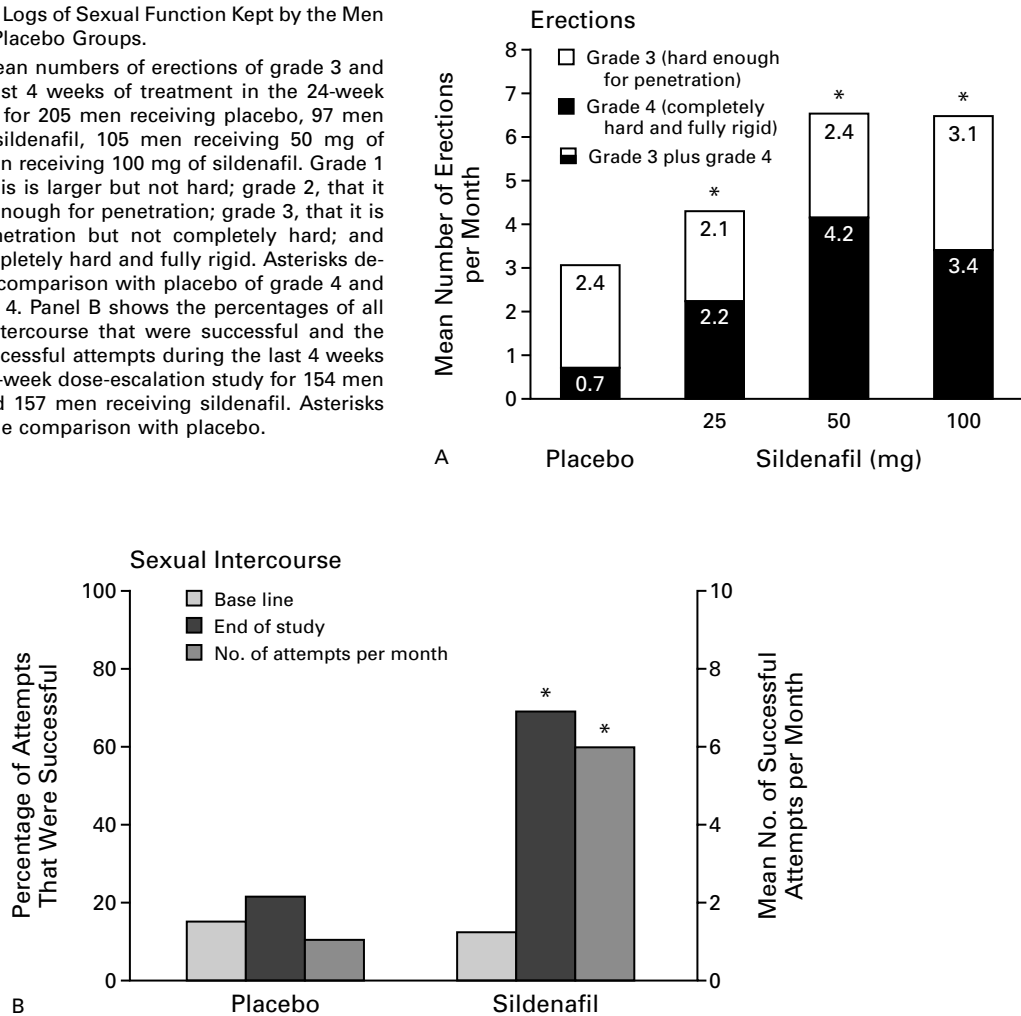 Logs of Sexual Function Kept by the Men
Placebo Groups.
ean numbers of erections of grade 3 and
st 4 weeks of treatment in the 24-week
for 205 men receiving placebo, 97 men
sildenafil, 105 men receiving 50 mg of
n receiving 100 mg of sildenafil. Grade 1
is is larger but not hard; grade 2, that it
enough for penetration; grade 3, that it is
netration but not completely hard; and
pletely hard and fully rigid. Asterisks de-
comparison with placebo of grade 4 and
4. Panel B shows the percentages of all
ntercourse that were successful and the
ccessful attempts during the last 4 weeks
-week dose-escalation study for 154 men
d 157 men receiving sildenafil. Asterisks
e comparison with placebo.
Erections
Mean Number of Erections
per Month
8
7
6
5
4
3
2
1
0
Grade 3 (hard enough
for penetration)
Grade 4 (completely
hard and fully rigid)
Grade 3 plus grade 4
* * *
2.4
0.7
2.1
2.2
2.4
4.2
3.1
3.4
25 50 100
A Placebo Sildenafil (mg)
Sexual Intercourse
Percentage of Attempts
That Were Successful
100
80
60
40
20
0
Base line
End of study
No. of attempts per month
* *
10
8
6
4
2
0
Mean No. of Successful
Attempts per Month
B Placebo Sildenafil